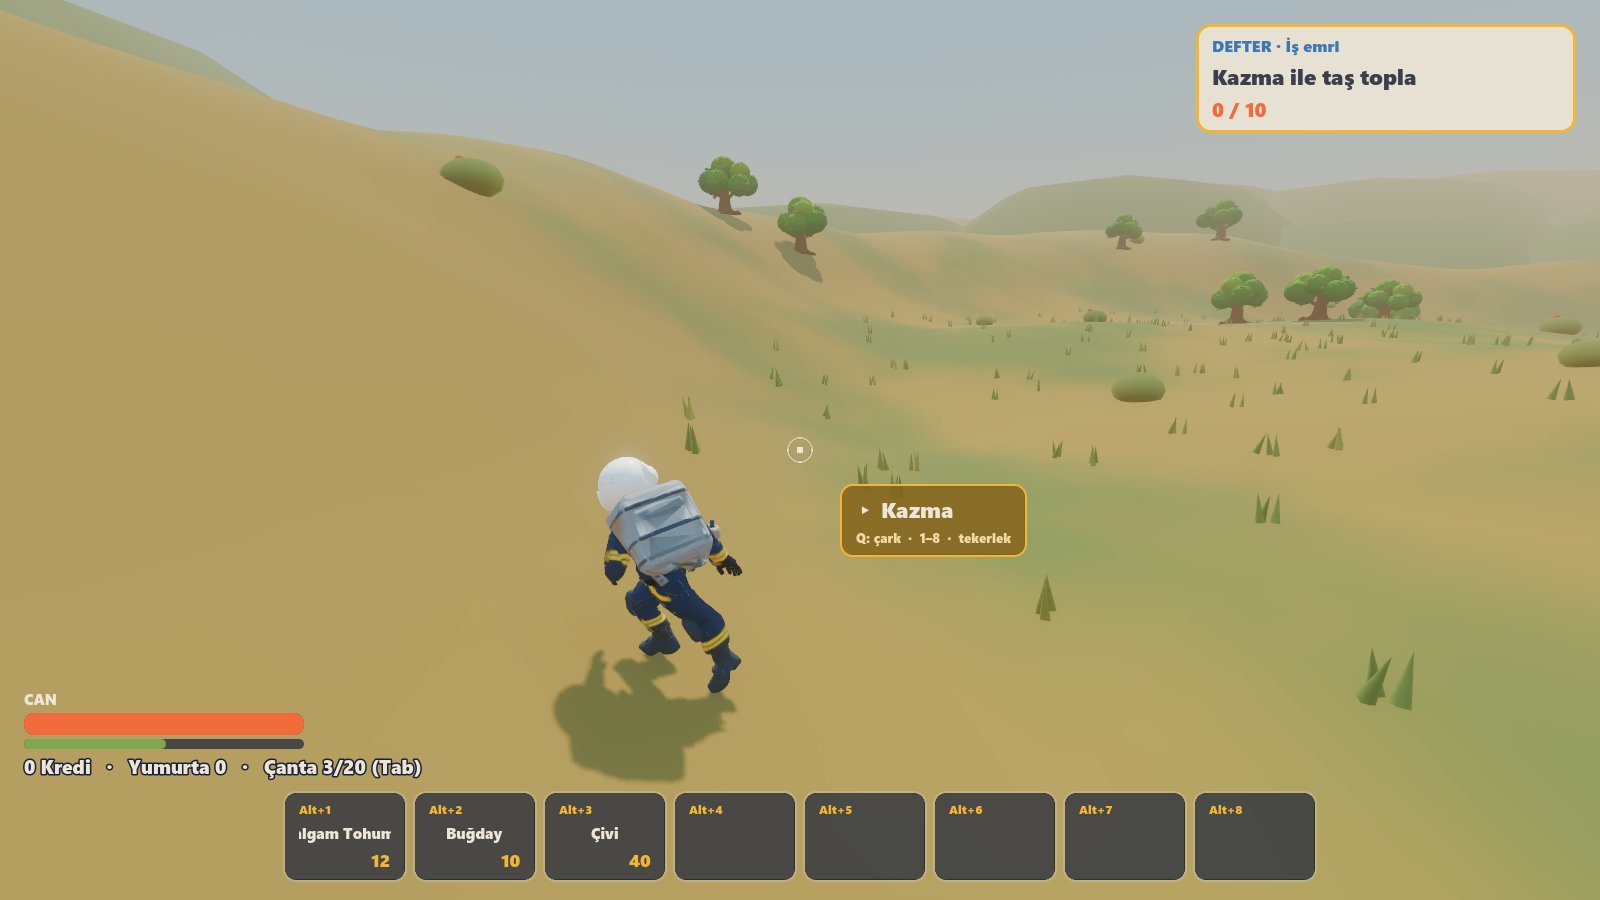 DEFTER · İş emri
Kazma ile taş topla
0 / 10
▸ Kazma
Q: çark · 1–8 · tekerlek
CAN
0 Kredi · Yumurta 0 · Çanta 3/20 (Tab)
Alt+1
lgam Tohum
12
Alt+2
Buğday
10
Alt+3
Çivi
40
Alt+4
Alt+5
Alt+6
Alt+7
Alt+8